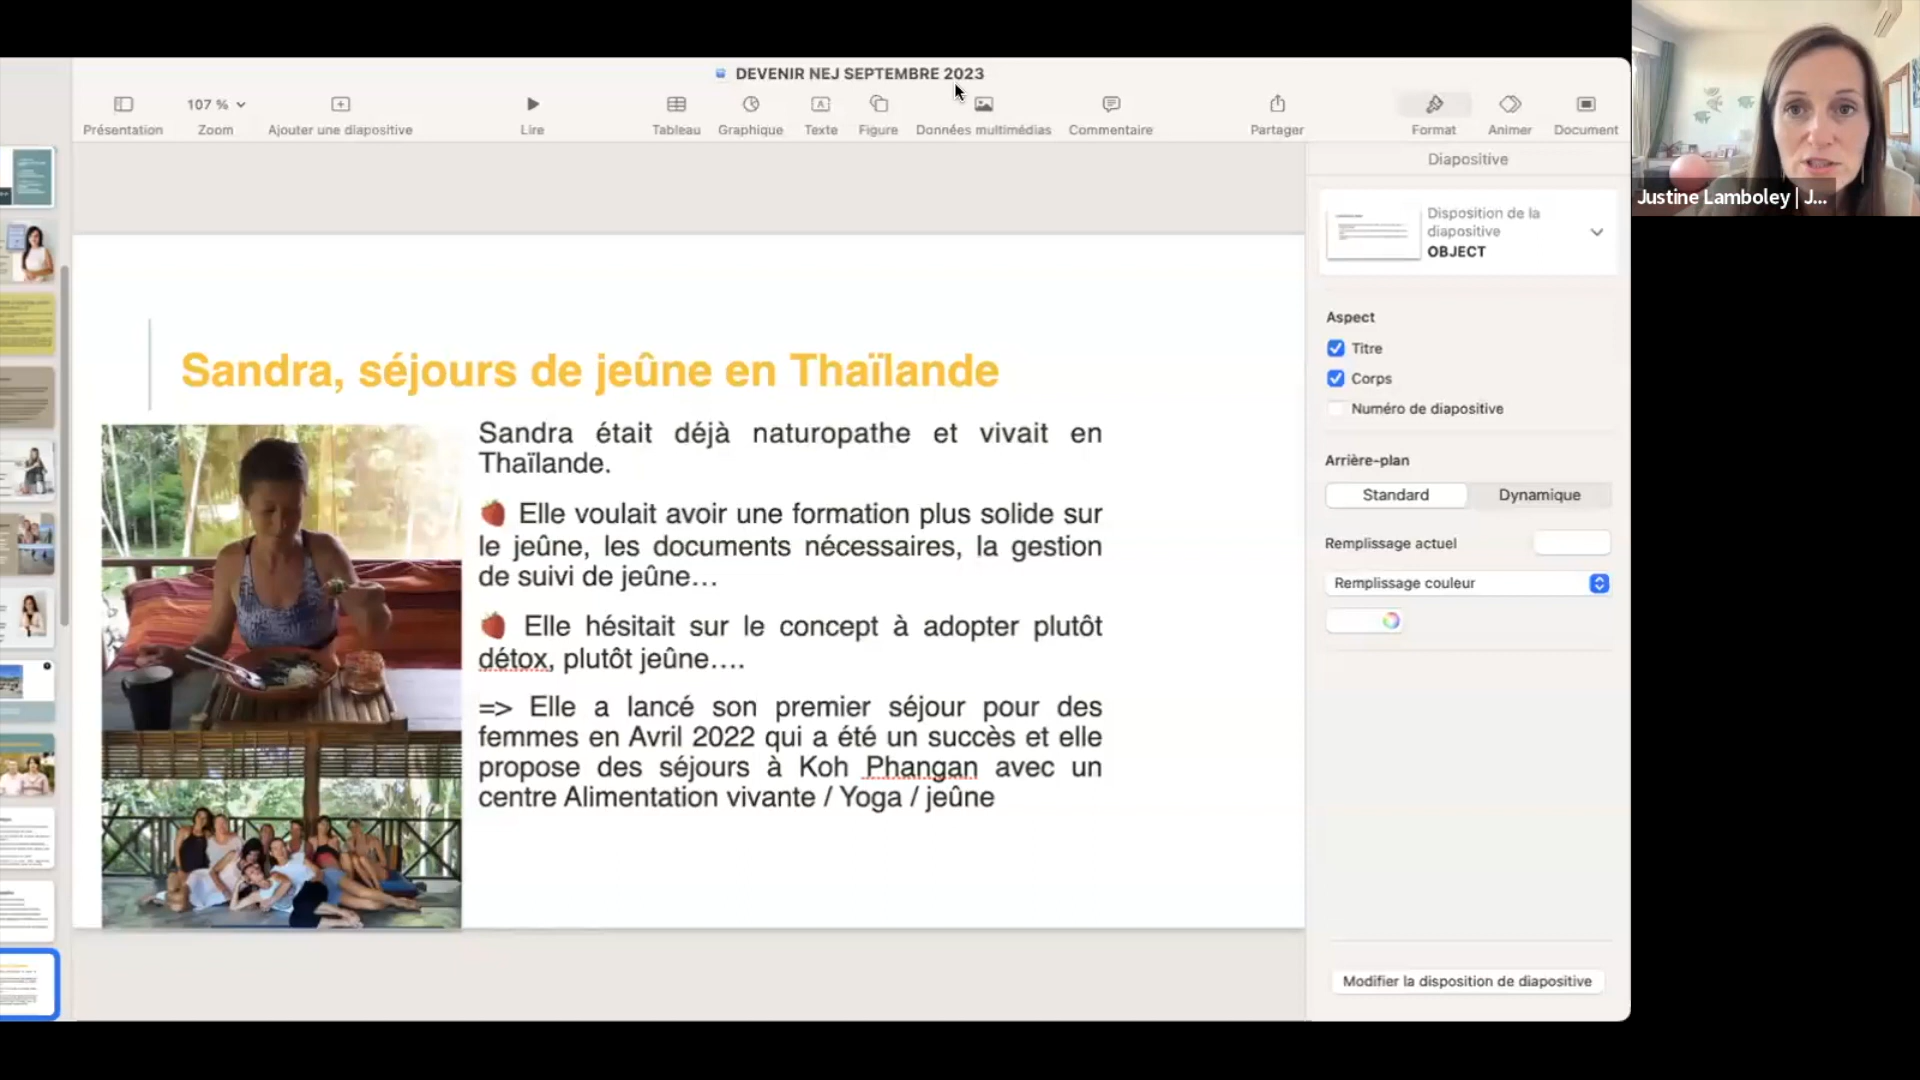 DEVENIR NEJ SEPTEMBRE 2023
107 %
Présentation
Zoom
Ajouter une diapositive
Lire
Tableau
Graphique
Texte
Figure
Données multimédias
Commentaire
Partager
Format
Animer
Document
Justine Lamboley | J...
Diapositive
Disposition de la
diapositive
OBJECT
Aspect
Titre
Corps
Numéro de diapositive
Arrière-plan
Standard
Dynamique
Remplissage actuel
Remplissage couleur
Modifier la disposition de diapositive
Sandra, séjours de jeûne en Thaïlande
Sandra était déjà naturopathe et vivait en
Thaïlande.
🍓 Elle voulait avoir une formation plus solide sur
le jeûne, les documents nécessaires, la gestion
de suivi de jeûne…
🍓 Elle hésitait sur le concept à adopter plutôt
détox, plutôt jeûne….
=> Elle a lancé son premier séjour pour des
femmes en Avril 2022 qui a été un succès et elle
propose des séjours à Koh Phangan avec un
centre Alimentation vivante / Yoga / jeûne